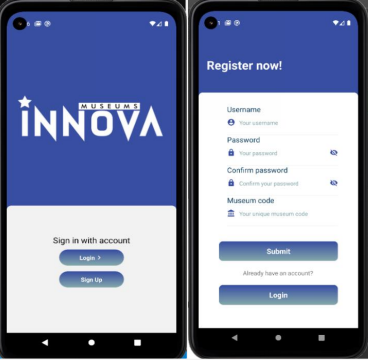 MUSEUMS
iNNOVA
Sign in with account
Login >
Sign Up
Register now!
Username
Your username
Password
Your password
Confirm password
Confirm your password
Museum code
Your unique museum code
Submit
Already have an account?
Login